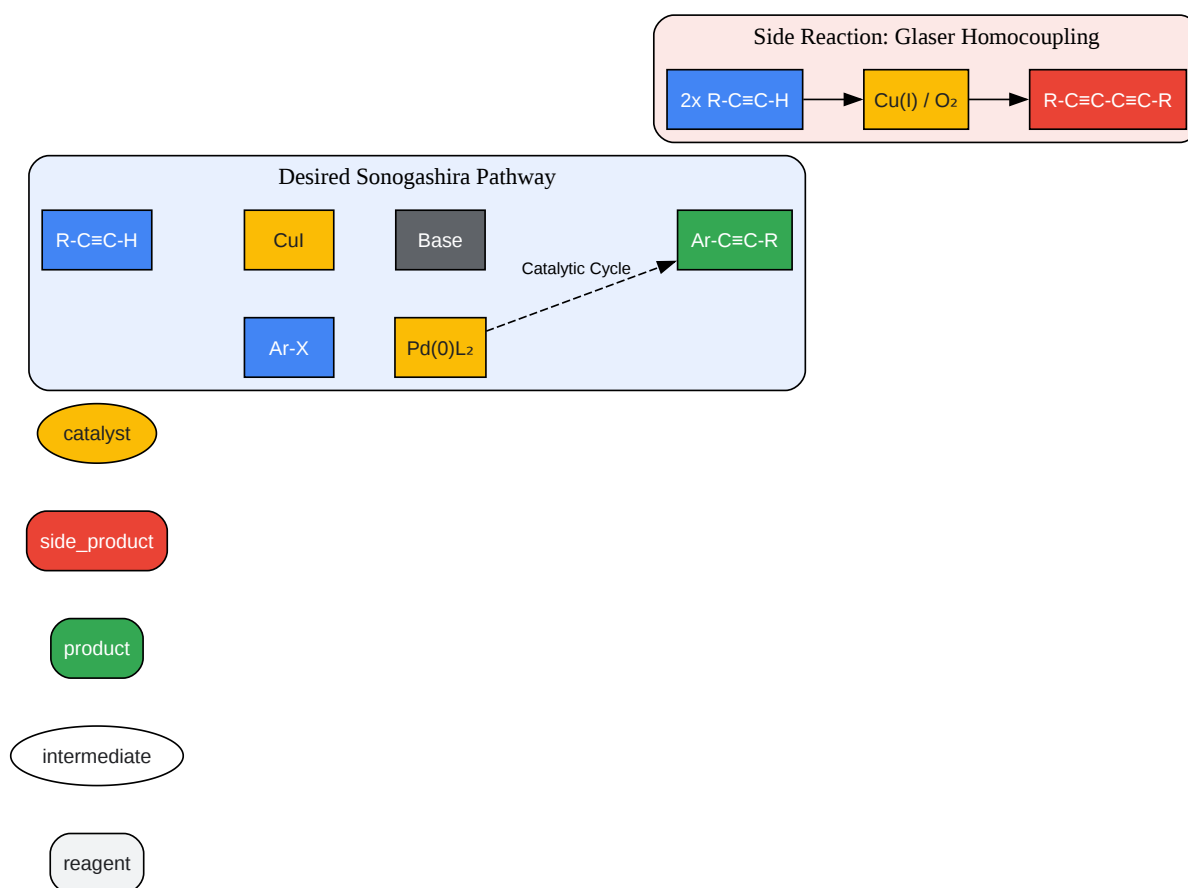 Side Reaction: Glaser Homocoupling
2x R-C≡C-H
Cu(I) / O₂
R-C≡C-C≡C-R
Desired Sonogashira Pathway
R-C≡C-H
CuI
Base
Ar-C≡C-R
Catalytic Cycle
Ar-X
Pd(0)L₂
catalyst
side_product
product
intermediate
reagent